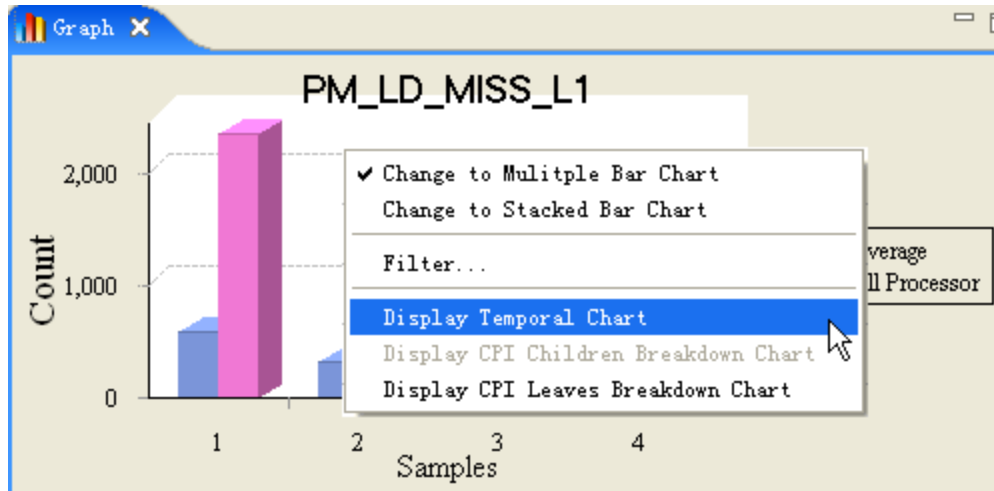 Graph
PM_LD_MISS_L1
2,000
1,000
0
Count
1
2
3
4
Samples
Change to Mulitple Bar Chart
Change to Stacked Bar Chart
Filter...
Display Temporal Chart
Display CPI Children Breakdown Chart
Display CPI Leaves Breakdown Chart
verage
ll Processor